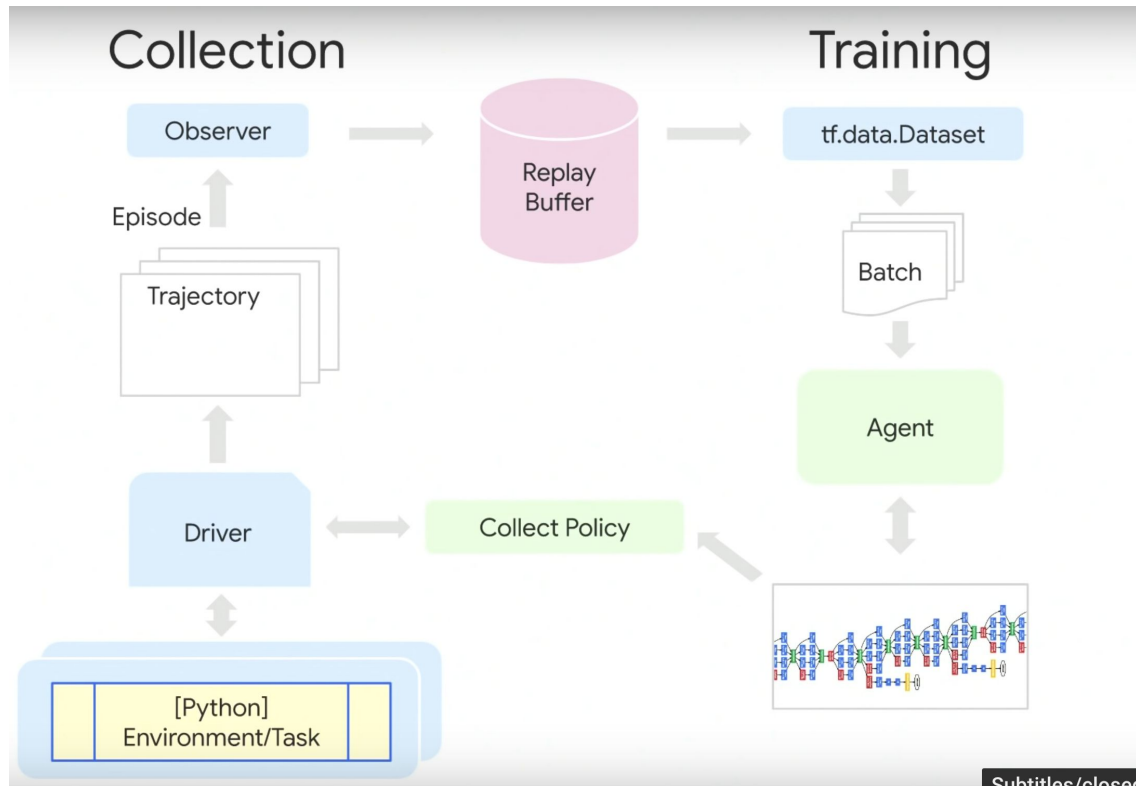 Collection
Training
Observer
Replay
Buffer
tf.data.Dataset
Episode
Trajectory
Batch
Agent
Driver
Collect Policy
[Python]
Environment/Task